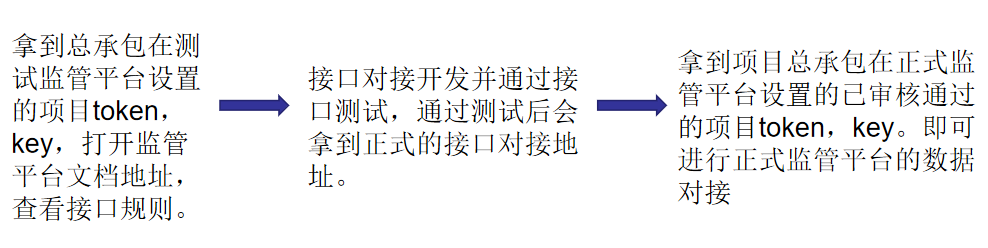 拿到总承包在测
试监管平台设置
的项目token，
key，打开监管
平台文档地址，
查看接口规则。
接口对接开发并通过接
口测试，通过测试后会
拿到正式的接口对接地
址。
拿到项目总承包在正式监
管平台设置的已审核通过
的项目token，key。即可
进行正式监管平台的数据
对接